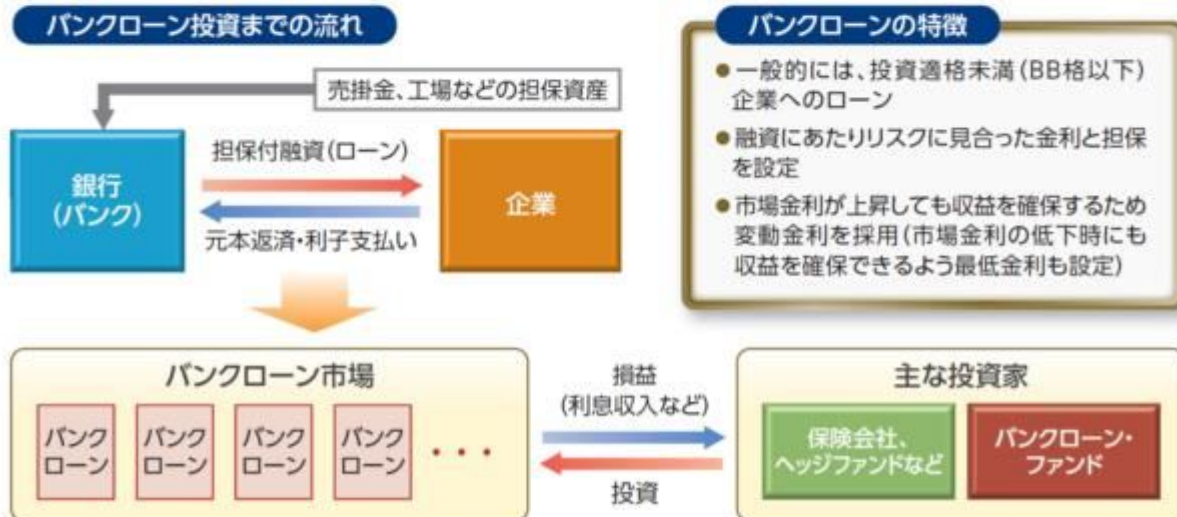 バンクローン投資までの流れ
売掛金、工場などの担保資産
銀行
(バンク)
担保付融資(ローン)
元本返済・利子支払い
企業
バンクローンの特徴
●一般的には、投資適格未満(BB格以下)
企業へのローン
●融資にあたりリスクに見合った金利と担保
を設定
●市場金利が上昇しても収益を確保するため
変動金利を採用(市場金利の低下時にも
収益を確保できるよう最低金利も設定)
バンクローン市場
バンク
ローン
バンク
ローン
バンク
ローン
バンク
ローン
・・・
損益
(利息収入など)
投資
主な投資家
保険会社、
ヘッジファンドなど
バンクローン・
ファンド